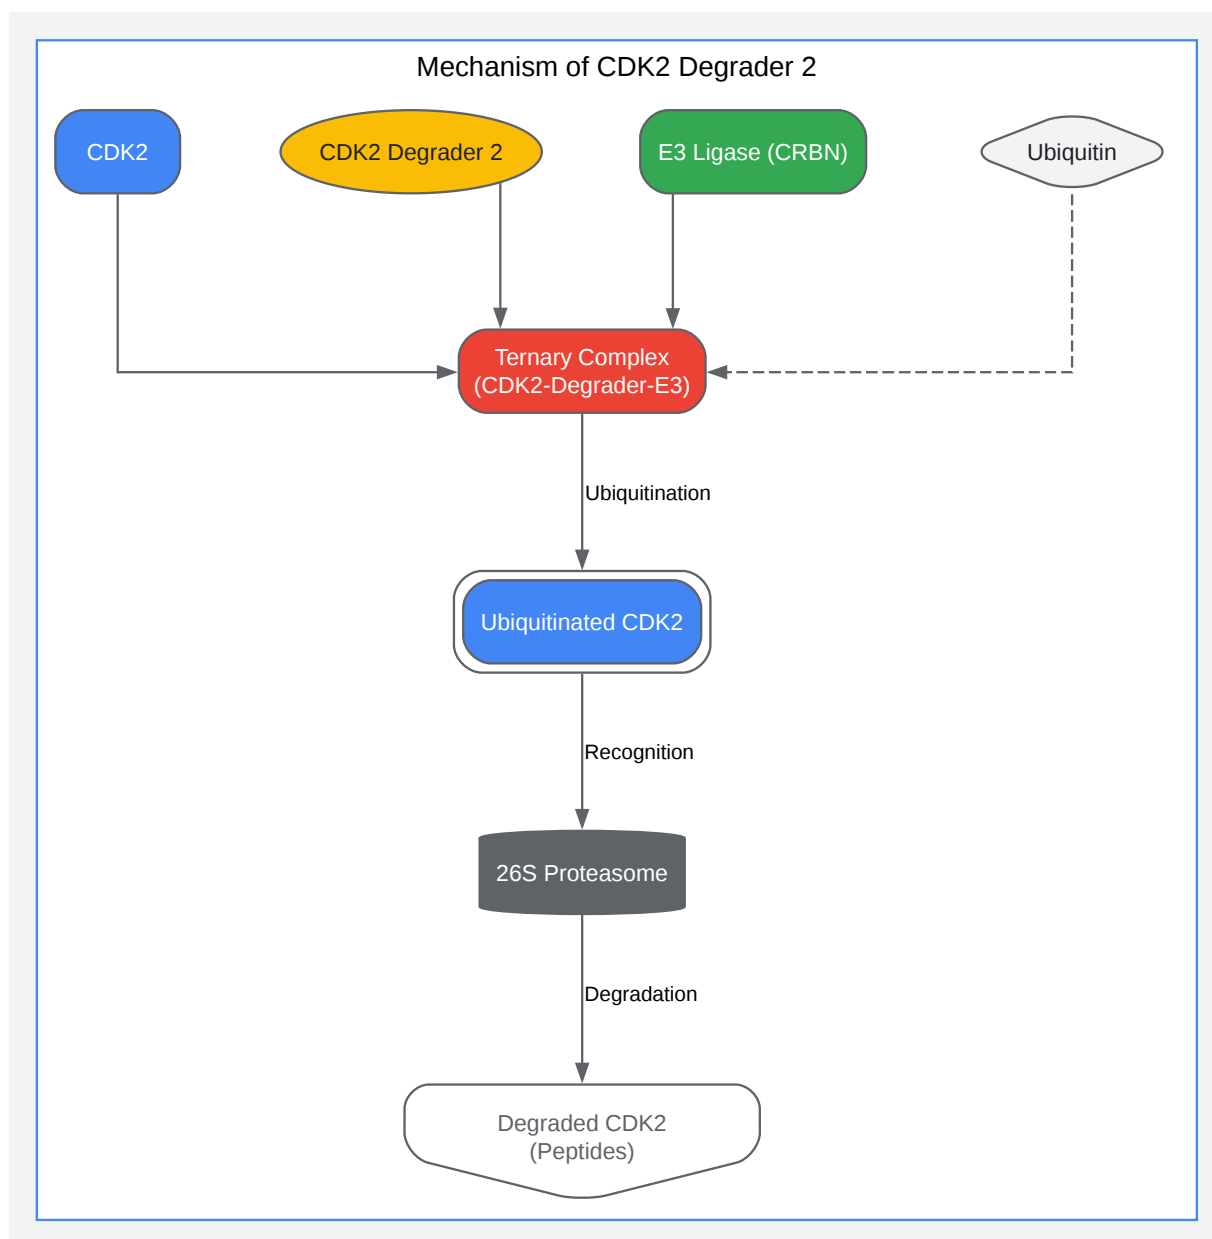 Mechanism of CDK2 Degrader 2
CDK2
CDK2 Degrader 2
E3 Ligase (CRBN)
Ubiquitin
Ternary Complex
(CDK2-Degrader-E3)
Ubiquitination
Ubiquitinated CDK2
Recognition
26S Proteasome
Degradation
Degraded CDK2
(Peptides)